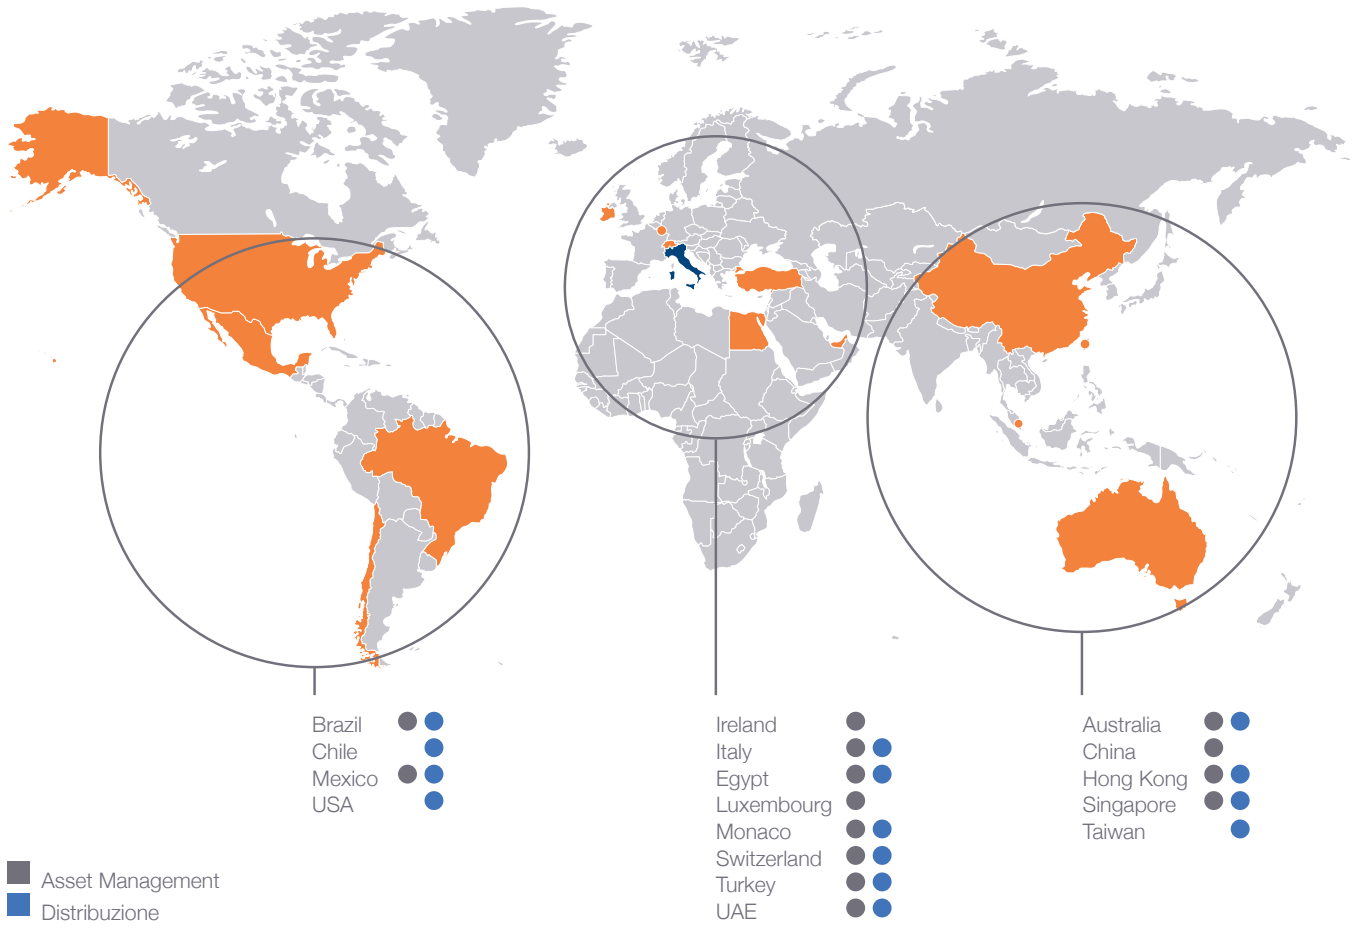 Brazil
Chile
Mexico
USA
Ireland
Italy
Egypt
Luxembourg
Monaco
Switzerland
Turkey
UAE
Australia
China
Hong Kong
Singapore
Taiwan
Asset Management
Distribuzione